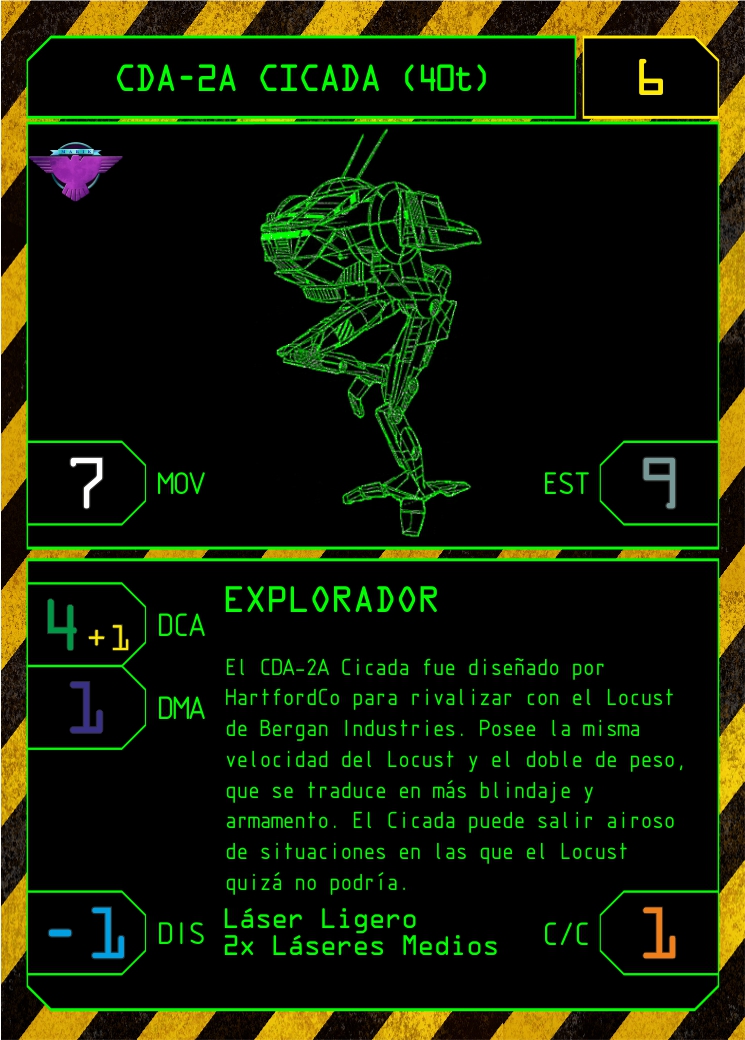 CDA-2A CICADA (40t)
6
MARIK
7 MOV
EST 9
4 +1 DCA
EXPLORADOR
1 DMA
El CDA-2A Cicada fue diseñado por
HartfordCo para rivalizar con el Locust
de Bergan Industries. Posee la misma
velocidad del Locust y el doble de peso,
que se traduce en más blindaje y
armamento. El Cicada puede salir airoso
de situaciones en las que el Locust
quizá no podría.
-1 DIS
Láser Ligero
2x Láseres Medios
C/C 1